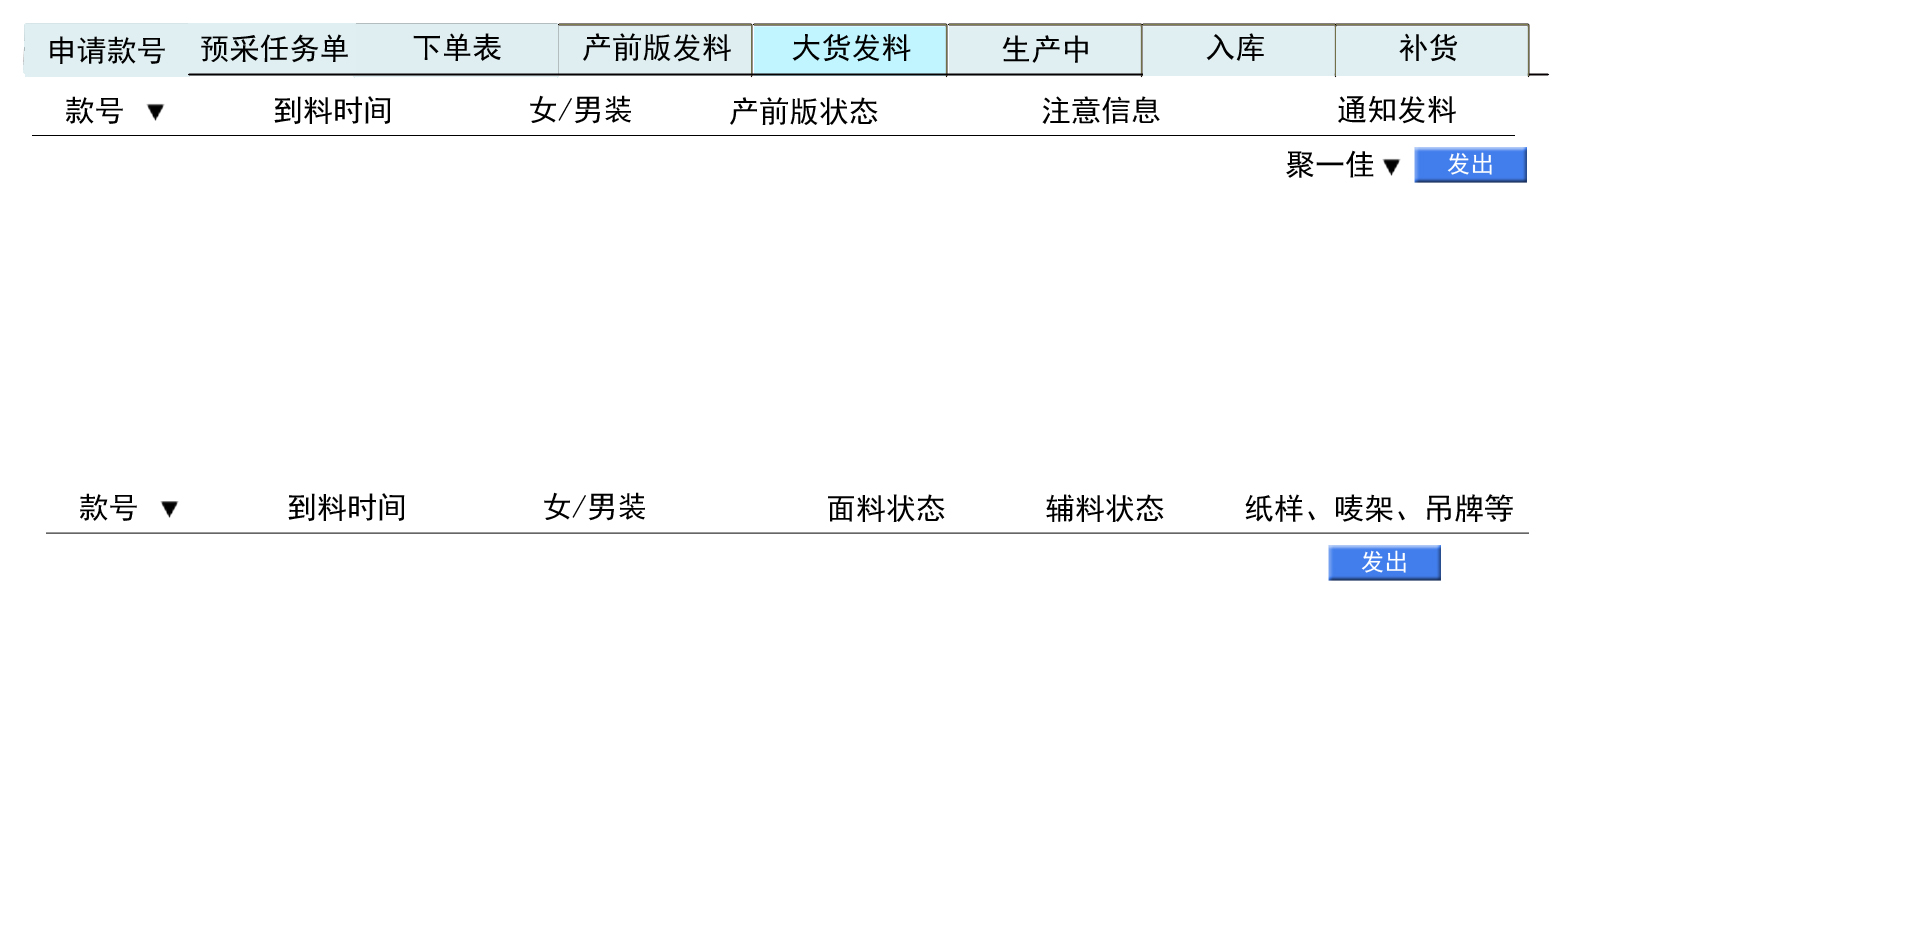 申请款号 预采任务单 下单表 产前版发料 大货发料 生产中 入库 补货
款号 ▼ 到料时间 女/男装 产前版状态 注意信息 通知发料
聚一佳 ▼ 发出
款号 ▼ 到料时间 女/男装 面料状态 辅料状态 纸样、唛架、吊牌等
发出